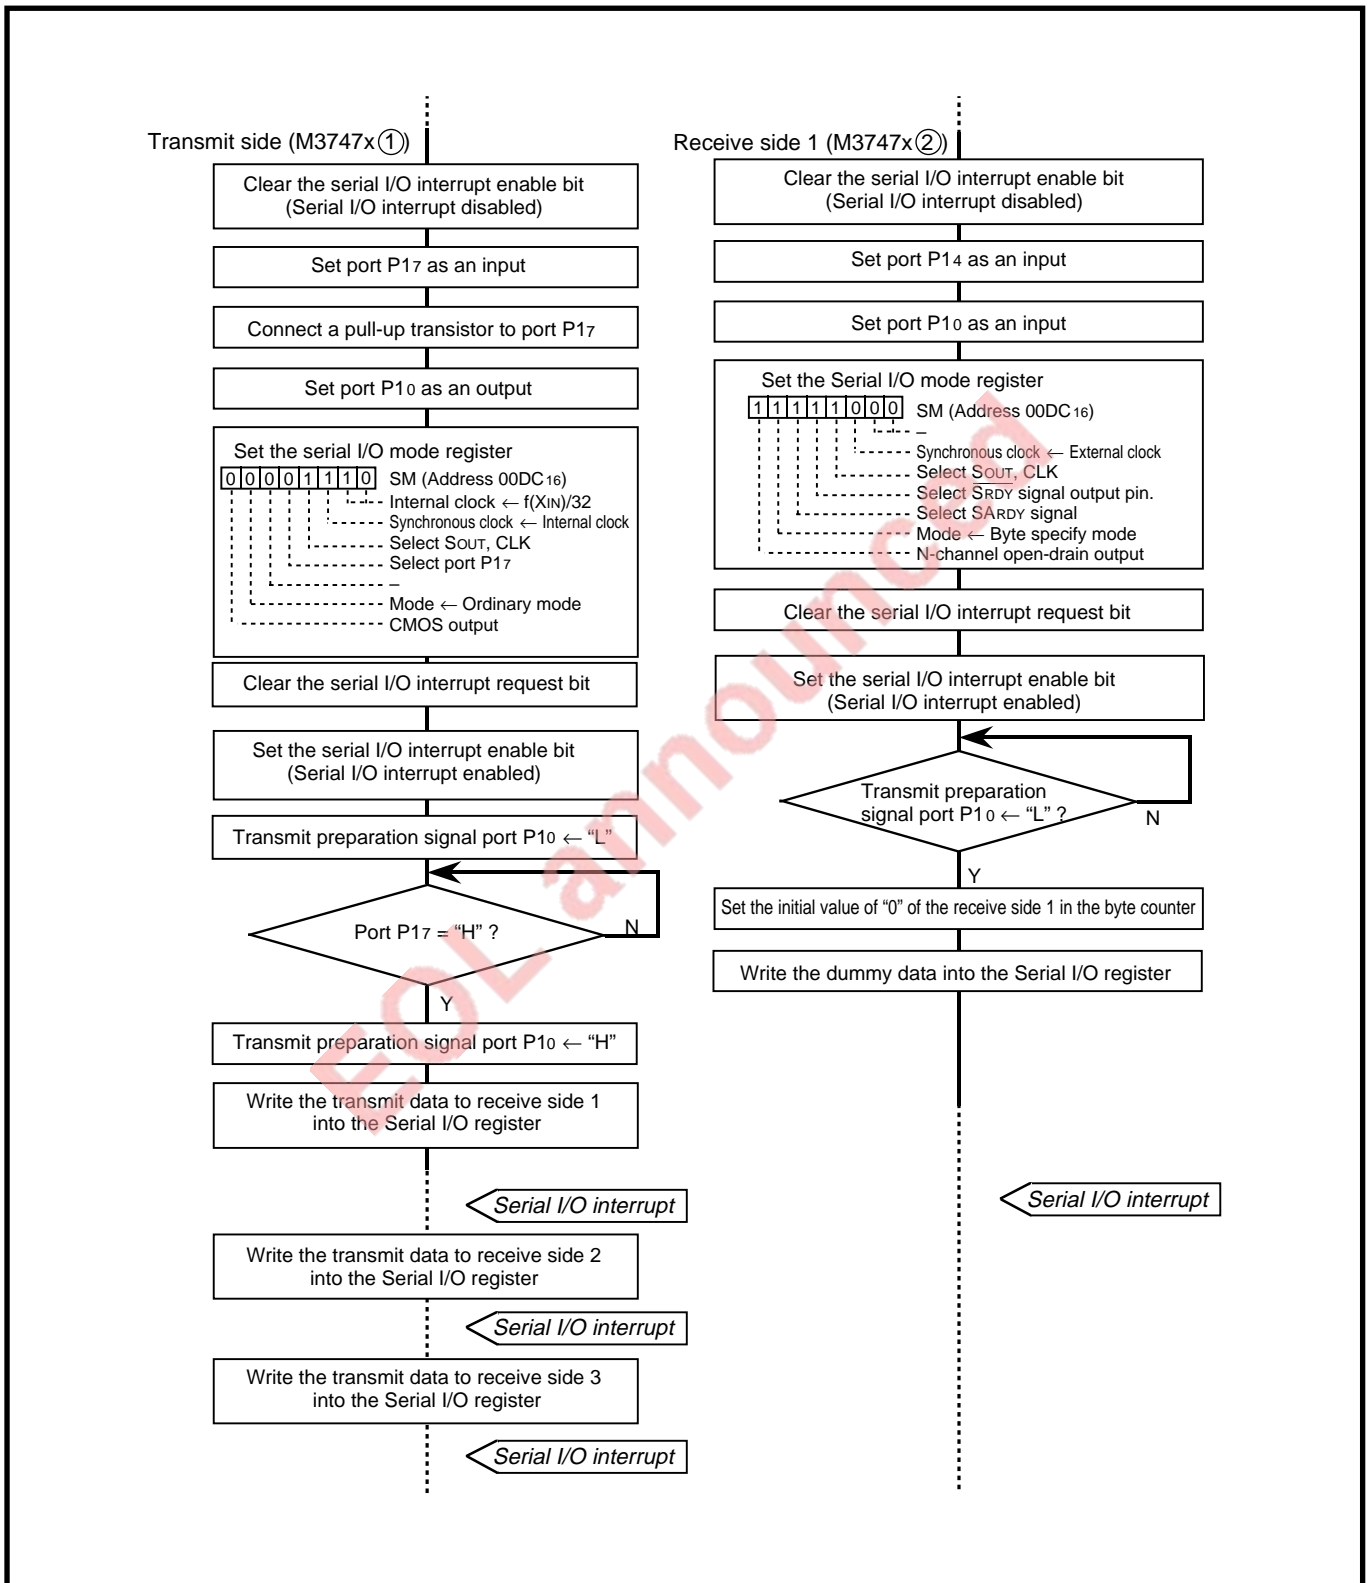 Transmit side (M3747x①)
Clear the serial I/O interrupt enable bit
(Serial I/O interrupt disabled)
Set port P17 as an input
Connect a pull-up transistor to port P17
Set port P10 as an output
Set the serial I/O mode register
0 0 0 0 1 1 1 0 SM (Address 00DC16)
Internal clock ← f(XIN)/32
Synchronous clock ← Internal clock
Select SOUT, CLK
Select port P17
–
Mode ← Ordinary mode
CMOS output
Clear the serial I/O interrupt request bit
Set the serial I/O interrupt enable bit
(Serial I/O interrupt enabled)
Transmit preparation signal port P10 ← “L”
Port P17 = “H” ?
N
Y
Transmit preparation signal port P10 ← “H”
Write the transmit data to receive side 1
into the Serial I/O register
Serial I/O interrupt
Write the transmit data to receive side 2
into the Serial I/O register
Serial I/O interrupt
Write the transmit data to receive side 3
into the Serial I/O register
Serial I/O interrupt
Receive side 1 (M3747x②)
Clear the serial I/O interrupt enable bit
(Serial I/O interrupt disabled)
Set port P14 as an input
Set port P10 as an input
Set the Serial I/O mode register
1 1 1 1 1 0 0 0 SM (Address 00DC16)
–
Synchronous clock ← External clock
Select SOUT, CLK
Select S̅R̅D̅Y̅ signal output pin.
Select SARDY signal
Mode ← Byte specify mode
N-channel open-drain output
Clear the serial I/O interrupt request bit
Set the serial I/O interrupt enable bit
(Serial I/O interrupt enabled)
Transmit preparation
signal port P10 ← “L” ?
N
Y
Set the initial value of “0” of the receive side 1 in the byte counter
Write the dummy data into the Serial I/O register
Serial I/O interrupt
EOL announced